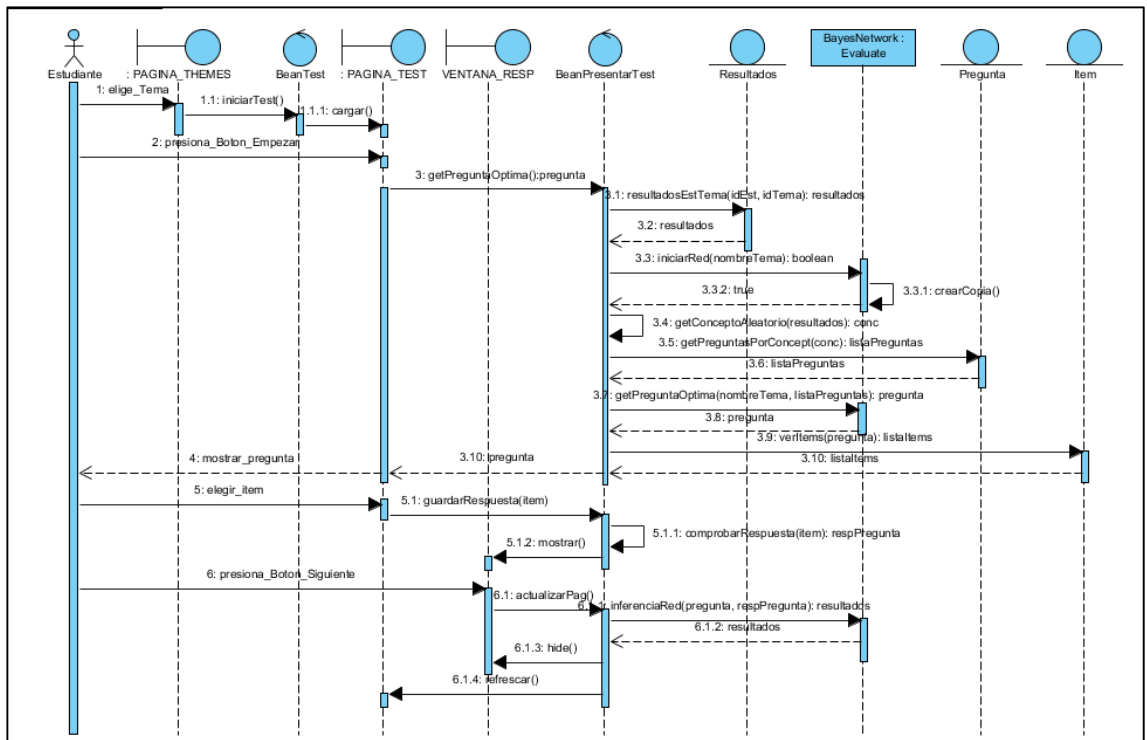 BayesNetwork :
Evaluate
Estudiante
: PAGINA_THEMES
BeanTest
: PAGINA_TEST
VENTANA_RESP
BeanPresentarTest
Resultados
Pregunta
Item
1: elige_Tema
1.1: iniciarTest()
1.1.1: cargar()
2: presiona_Boton_Empezar
3: getPreguntaOptima():pregunta
3.1: resultadosEstTema(idEst, idTema): resultados
3.2: resultados
3.3: iniciarRed(nombreTema): boolean
3.3.1: crearCopia()
3.3.2: true
3.4: getConceptoAleatorio(resultados): conc
3.5: getPreguntasPorConcept(conc): listaPreguntas
3.6: listaPreguntas
3.7: getPreguntaOptima(nombreTema, listaPreguntas): pregunta
3.8: pregunta
3.9: verItems(pregunta): listaItems
3.10: listaItems
3.10: pregunta
4: mostrar_pregunta
5: elegir_item
5.1: guardarRespuesta(item)
5.1.1: comprobarRespuesta(item): respPregunta
5.1.2: mostrar()
6: presiona_Boton_Siguiente
6.1: actualizarPag()
6.1.1: inferenciaRed(pregunta, respPregunta): resultados
6.1.2: resultados
6.1.3: hide()
6.1.4: refrescar()